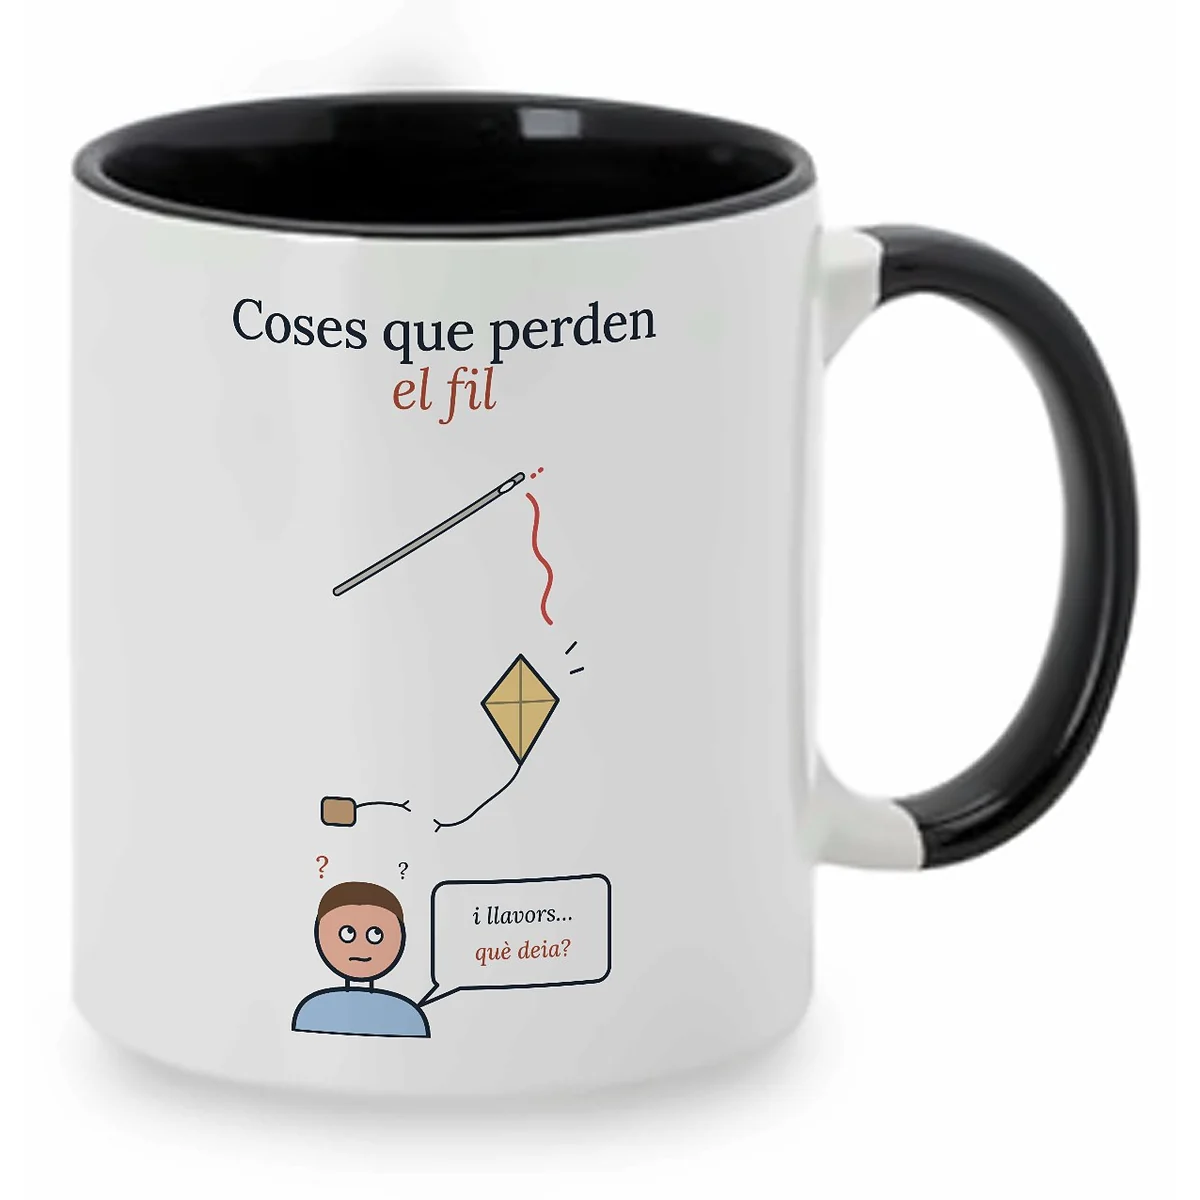 Coses que perden
el fil
?
?
i llavors...
què deia?